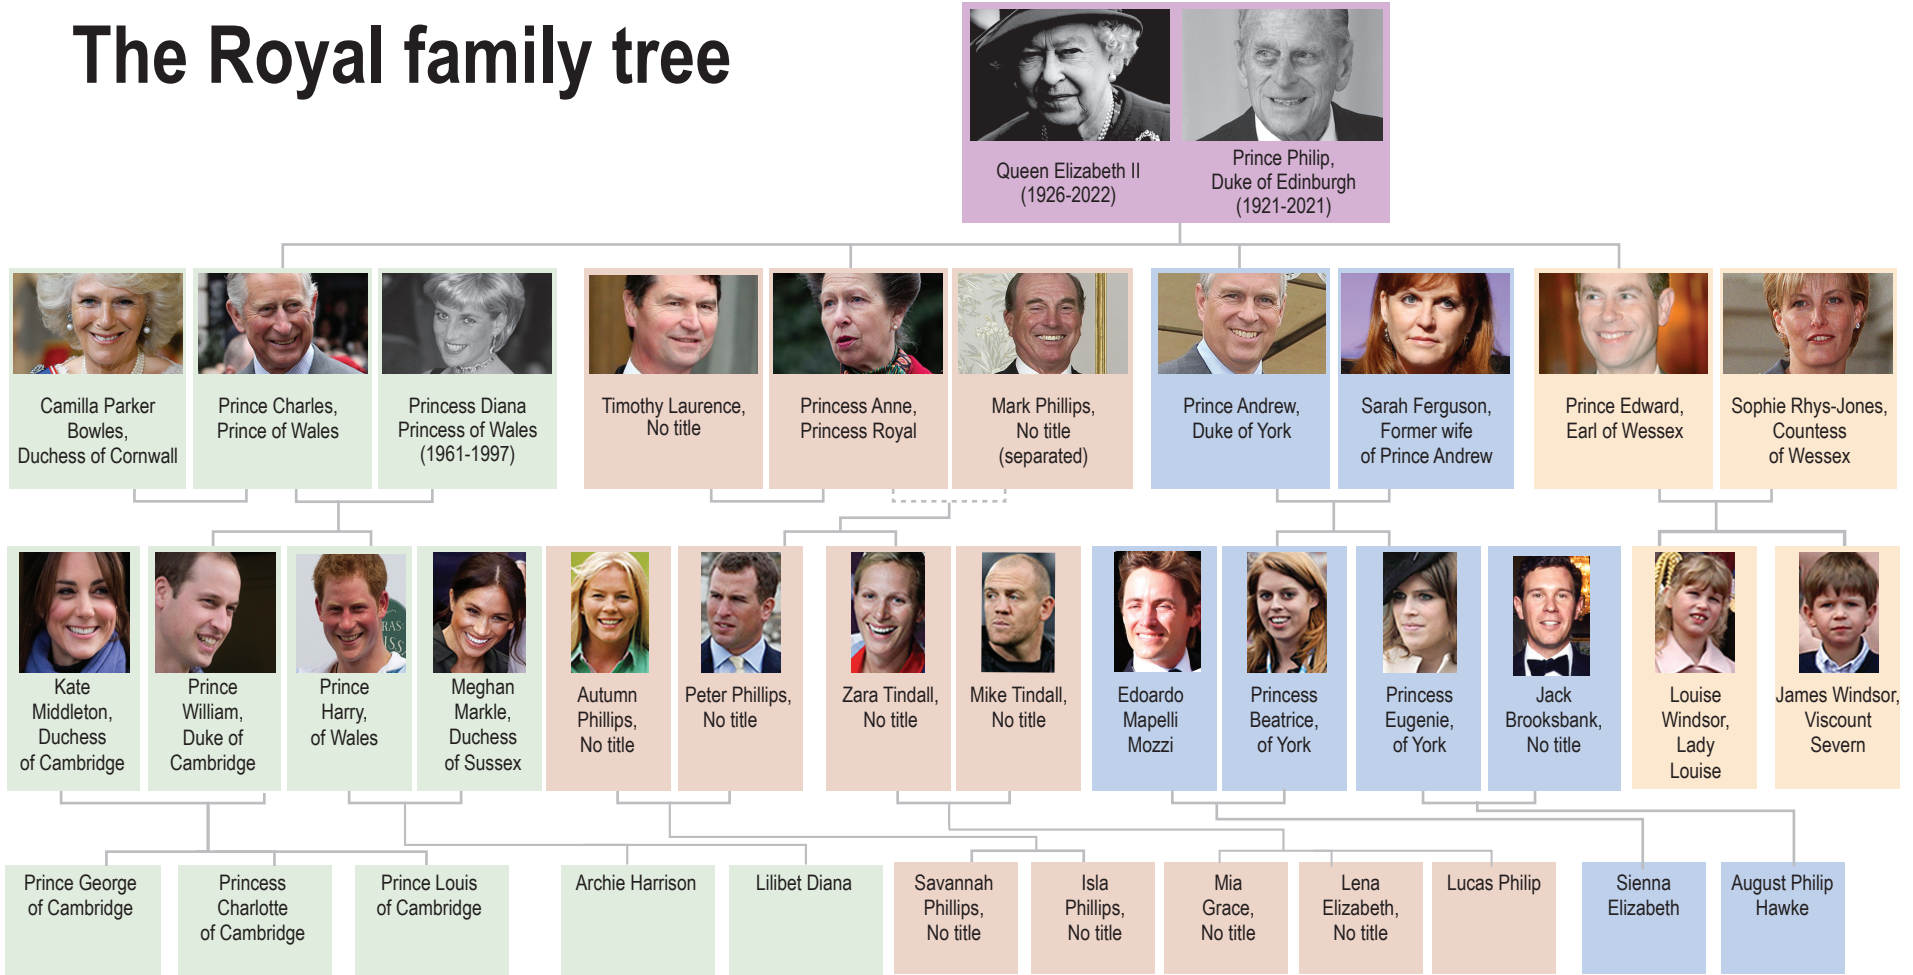 The Royal family tree
Queen Elizabeth II
(1926-2022)
Prince Philip,
Duke of Edinburgh
(1921-2021)
Camilla Parker
Bowles,
Duchess of Cornwall
Prince Charles,
Prince of Wales
Princess Diana
Princess of Wales
(1961-1997)
Timothy Laurence,
No title
Princess Anne,
Princess Royal
Mark Phillips,
No title
(separated)
Prince Andrew,
Duke of York
Sarah Ferguson,
Former wife
of Prince Andrew
Prince Edward,
Earl of Wessex
Sophie Rhys-Jones,
Countess
of Wessex
Kate
Middleton,
Duchess
of Cambridge
Prince
William,
Duke of
Cambridge
Prince
Harry,
of Wales
Meghan
Markle,
Duchess
of Sussex
Autumn
Phillips,
No title
Peter Phillips,
No title
Zara Tindall,
No title
Mike Tindall,
No title
Edoardo
Mapelli
Mozzi
Princess
Beatrice,
of York
Princess
Eugenie,
of York
Jack
Brooksbank,
No title
Louise
Windsor,
Lady
Louise
James Windsor,
Viscount
Severn
Prince George
of Cambridge
Princess
Charlotte
of Cambridge
Prince Louis
of Cambridge
Archie Harrison
Lilibet Diana
Savannah
Phillips,
No title
Isla
Phillips,
No title
Mia
Grace,
No title
Lena
Elizabeth,
No title
Lucas Philip
Sienna
Elizabeth
August Philip
Hawke